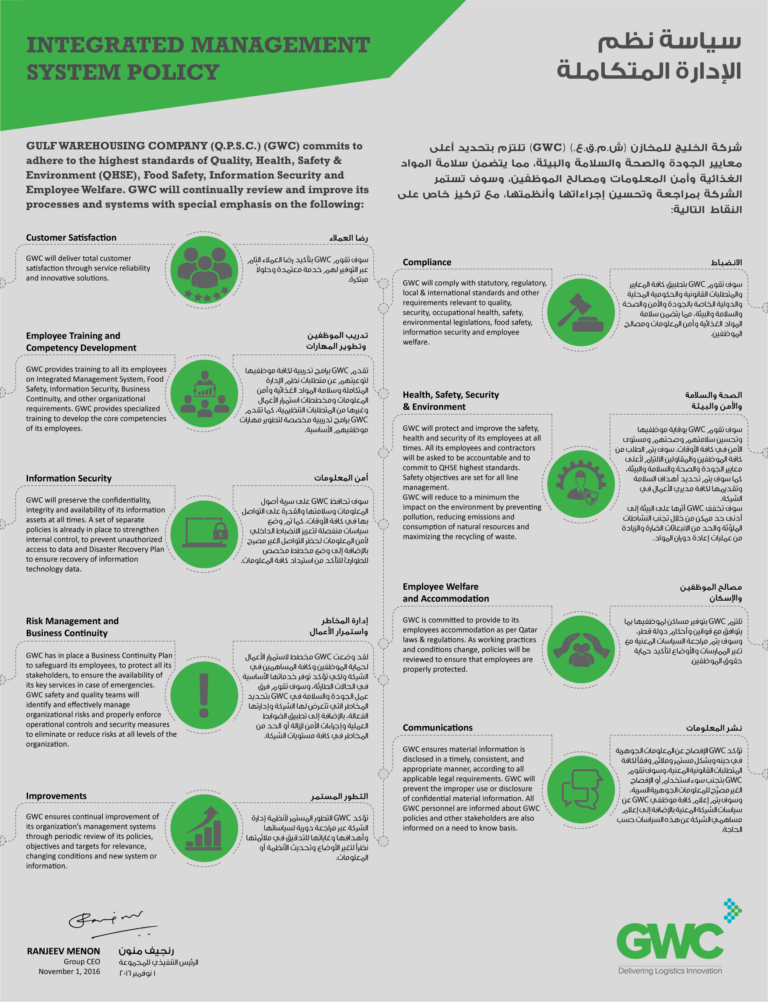 INTEGRATED MANAGEMENT
SYSTEM POLICY
سياسة نظم
الإدارة المتكاملة
GULF WAREHOUSING COMPANY (Q.P.S.C.) (GWC) commits to
adhere to the highest standards of Quality, Health, Safety &
Environment (QHSE), Food Safety, Information Security and
Employee Welfare. GWC will continually review and improve its
processes and systems with special emphasis on the following:
شركة الخليج للمخازن (ش.م.ق.ع.) (GWC) تلتزم بتحديد أعلى
معايير الجودة والصحة والسلامة والبيئة، مما يتضمن سلامة المواد
الغذائية وأمن المعلومات ومصالح الموظفين، وسوف تستمر
الشركة بمراجعة وتحسين إجراءاتها وأنظمتها، مع تركيز خاص على
النقاط التالية:
Customer Satisfaction
GWC will deliver total customer
satisfaction through service reliability
and innovative solutions.
رضا العملاء
سوف تقوم GWC بتأكيد رضا العملاء التام
عبر التوفير لهم خدمة معتمدة وحلولاً
مبتكرة.
Employee Training and
Competency Development
GWC provides training to all its employees
on Integrated Management System, Food
Safety, Information Security, Business
Continuity, and other organizational
requirements. GWC provides specialized
training to develop the core competencies
of its employees.
تدريب الموظفين
وتطوير المهارات
تقدم GWC برامج تدريبية لكافة موظفيها
لتوعيتهم عن متطلبات نظم الإدارة
المتكاملة وسلامة المواد الغذائية وأمن
المعلومات ومخططات استمرار الأعمال
وغيرها من المتطلبات التنظيمية، كما تقدم
GWC برامج تدريبية مخصصة لتطوير مهارات
موظفيهم الأساسية.
Information Security
GWC will preserve the confidentiality,
integrity and availability of its information
assets at all times. A set of separate
policies is already in place to strengthen
internal control, to prevent unauthorized
access to data and Disaster Recovery Plan
to ensure recovery of information
technology data.
أمن المعلومات
سوف تحافظ GWC على سرية أصول
المعلومات وسلامتها والقدرة على التواصل
بها في كافة الأوقات. كما تم وضع
سياسات منفصلة لتعزيز الانضباط الداخلي
لأمن المعلومات لحظر التواصل الغير مصرح
بالإضافة إلى وضع مخطط مخصص
للطوارئ للتأكد من استرداد كافة المعلومات.
Risk Management and
Business Continuity
GWC has in place a Business Continuity Plan
to safeguard its employees, to protect all its
stakeholders, to ensure the availability of
its key services in case of emergencies.
GWC safety and quality teams will
identify and effectively manage
organizational risks and properly enforce
operational controls and security measures
to eliminate or reduce risks at all levels of the
organization.
إدارة المخاطر
واستمرار الأعمال
لقد وضعت GWC مخطط لاستمرار الأعمال
لحماية الموظفين وكافة المساهمين في
الشركة ولكي تؤكد توفر خدماتها الأساسية
في الحالات الطارئة، وسوف تقوم فرق
عمل الجودة والسلامة في GWC بتحديد
المخاطر التي تتعرض لها الشركة وإدارتها
الفعالة، بالإضافة إلى تطبيق الضوابط
العملية وإجراءات الأمن لإزالة أو الحد من
المخاطر في كافة مستويات الشركة.
Improvements
GWC ensures continual improvement of
its organization's management systems
through periodic review of its policies,
objectives and targets for relevance,
changing conditions and new system or
information.
التطور المستمر
تؤكد GWC التطور المستمر لأنظمة إدارة
الشركة عبر مراجعة دورية لسياساتها
وأهدافها وغاياتها للتدقيق في ملائمتها
نظراً لتغير الأوضاع وتحديث الأنظمة أو
المعلومات.
Compliance
GWC will comply with statutory, regulatory,
local & international standards and other
requirements relevant to quality,
security, occupational health, safety,
environmental legislations, food safety,
information security and employee
welfare.
الانضباط
سوف تقوم GWC بتطبيق كافة المعايير
والمتطلبات القانونية والحكومية المحلية
والدولية الخاصة بالجودة والأمن والصحة
والسلامة والبيئة، مما يتضمن سلامة
المواد الغذائية وأمن المعلومات ومصالح
الموظفين.
Health, Safety, Security
& Environment
GWC will protect and improve the safety,
health and security of its employees at all
times. All its employees and contractors
will be asked to be accountable and to
commit to QHSE highest standards.
Safety objectives are set for all line
management.
GWC will reduce to a minimum the
impact on the environment by preventing
pollution, reducing emissions and
consumption of natural resources and
maximizing the recycling of waste.
الصحة والسلامة
والأمن والبيئة
سوف تقوم GWC بوقاية موظفيها
وتحسين سلامتهم وصحتهم ومستوى
الأمن في كافة الأوقات. سوف يتم الطلب من
كافة الموظفين والمقاولين الالتزام لأعلى
معايير الجودة والصحة والسلامة والبيئة،
كما سوف يتم تحديد أهداف السلامة
وتقديمها لكافة مديري الأعمال في
الشركة.
سوف تخفف GWC أثرها على البيئة إلى
أدنى حد ممكن من خلال تجنب النشاطات
الملوّثة والحد من الانبعاثات الضارة والزيادة
من عمليات إعادة دوران المواد.
Employee Welfare
and Accommodation
GWC is committed to provide to its
employees accommodation as per Qatar
laws & regulations. As working practices
and conditions change, policies will be
reviewed to ensure that employees are
properly protected.
مصالح الموظفين
والإسكان
تلتزم GWC بتوفير مساكن لموظفيها بما
يتوافق مع قوانين وأحكام دولة قطر،
وسوف يتم مراجعة السياسات المعنية مع
تغير الممارسات والأوضاع لتأكيد حماية
حقوق الموظفين.
Communications
GWC ensures material information is
disclosed in a timely, consistent, and
appropriate manner, according to all
applicable legal requirements. GWC will
prevent the improper use or disclosure
of confidential material information. All
GWC personnel are informed about GWC
policies and other stakeholders are also
informed on a need to know basis.
نشر المعلومات
تؤكد GWC الإفصاح عن المعلومات الجوهرية
في حينه وبشكل مستمر وملائم وفقاً لكافة
المتطلبات القانونية المعنية، وسوف تقوم
GWC بتجنب سوء استخدام أو الإفصاح
الغير مصرّح للمعلومات الجوهرية السرية،
وسوف يتم إعلام كافة موظفي GWC عن
سياسات الشركة المعنية بالإضافة إلى إعلام
مساهمي الشركة عن هذه السياسات حسب
الحاجة.
RANJEEV MENON
Group CEO
November 1, 2016
رنجيف منون
الرئيس التنفيذي للمجموعة
١ نوفمبر ٢٠١٦
GWC
Delivering Logistics Innovation